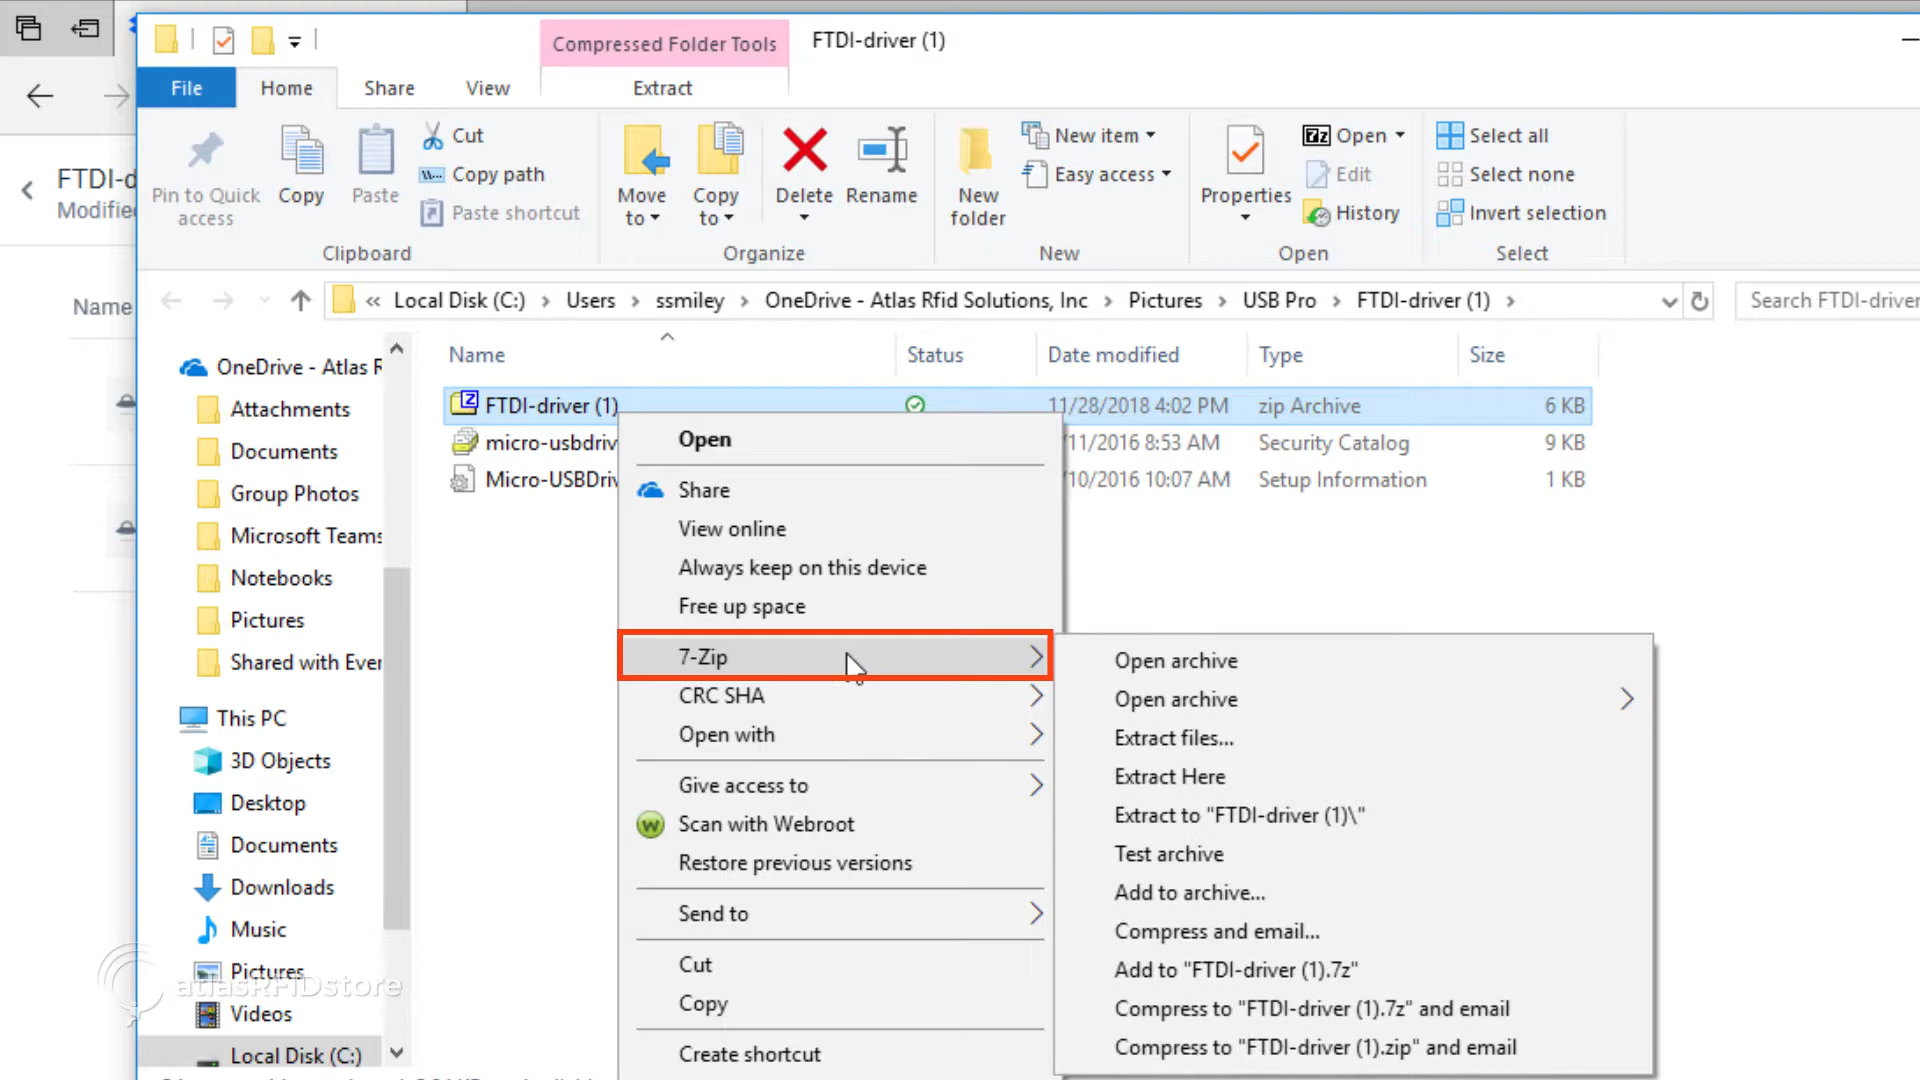 Compressed Folder Tools
FTDI-driver (1)
File
Home
Share
View
Extract
FTDI-d
Modified
Name
Pin to Quick access
Copy
Paste
Cut
Copy path
Paste shortcut
Clipboard
Move to
Copy to
Delete
Rename
Organize
New folder
New item
Easy access
New
Properties
Open
Edit
History
Open
Select all
Select none
Invert selection
Select
« Local Disk (C:) > Users > ssmiley > OneDrive - Atlas Rfid Solutions, Inc > Pictures > USB Pro > FTDI-driver (1) >
Search FTDI-driver
Name
Status
Date modified
Type
Size
FTDI-driver (1)
11/28/2018 4:02 PM
zip Archive
6 KB
micro-usbdriv
/11/2016 8:53 AM
Security Catalog
9 KB
Micro-USBDriv
/10/2016 10:07 AM
Setup Information
1 KB
OneDrive - Atlas R
Attachments
Documents
Group Photos
Microsoft Teams
Notebooks
Pictures
Shared with Ever
This PC
3D Objects
Desktop
Documents
Downloads
Music
Pictures
Videos
Local Disk (C:)
atlasRFIDstore
Open
Share
View online
Always keep on this device
Free up space
7-Zip
CRC SHA
Open with
Give access to
Scan with Webroot
Restore previous versions
Send to
Cut
Copy
Create shortcut
Open archive
Open archive
Extract files...
Extract Here
Extract to "FTDI-driver (1)\"
Test archive
Add to archive...
Compress and email...
Add to "FTDI-driver (1).7z"
Compress to "FTDI-driver (1).7z" and email
Compress to "FTDI-driver (1).zip" and email